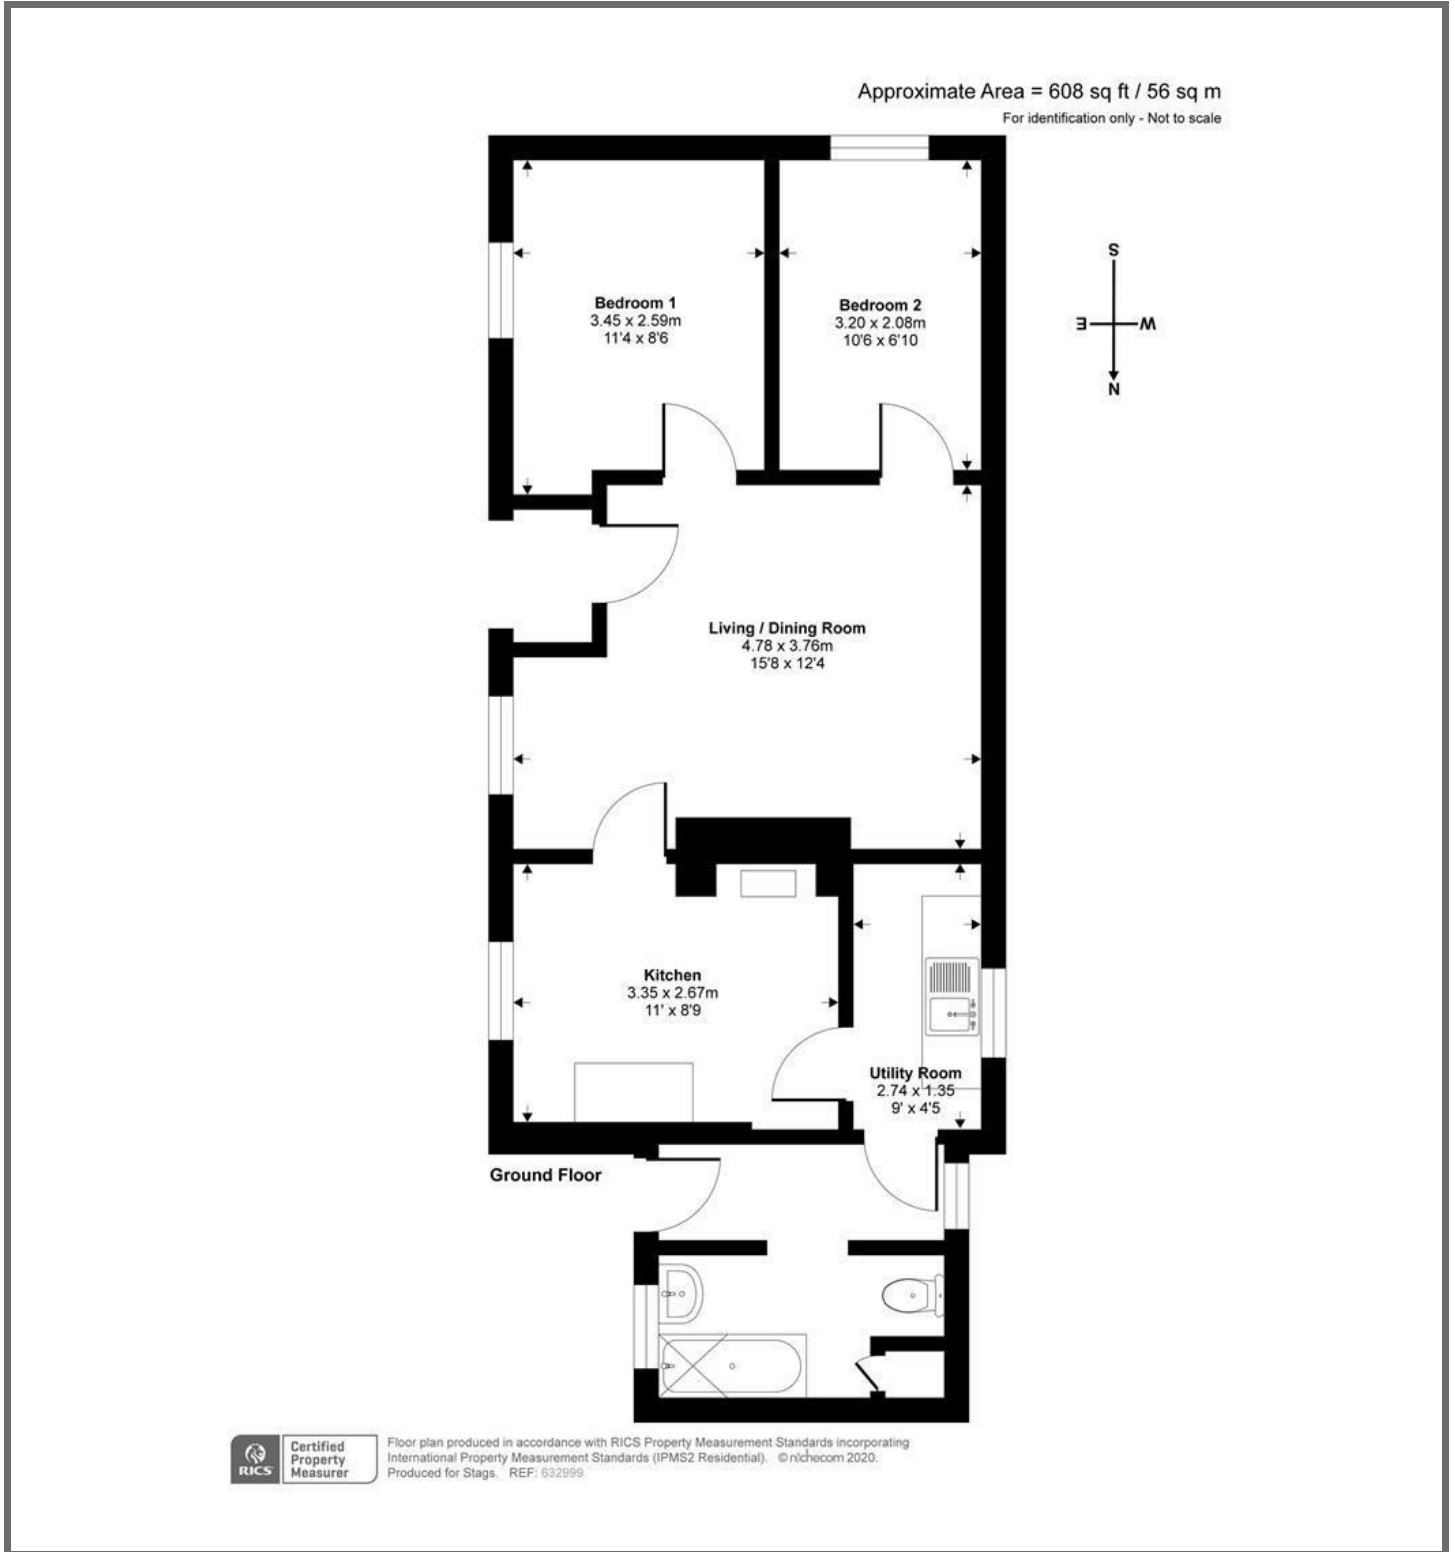 Approximate Area = 608 sq ft / 56 sq m
For identification only - Not to scale
S
E
W
N
Bedroom 1
3.45 x 2.59m
11'4 x 8'6
Bedroom 2
3.20 x 2.08m
10'6 x 6'10
Living / Dining Room
4.78 x 3.76m
15'8 x 12'4
Kitchen
3.35 x 2.67m
11' x 8'9
Utility Room
2.74 x 1.35
9' x 4'5
Ground Floor
RICS
Certified
Property
Measurer
Floor plan produced in accordance with RICS Property Measurement Standards incorporating
International Property Measurement Standards (IPMS2 Residential). © nichecom 2020.
Produced for Stags. REF: 632999